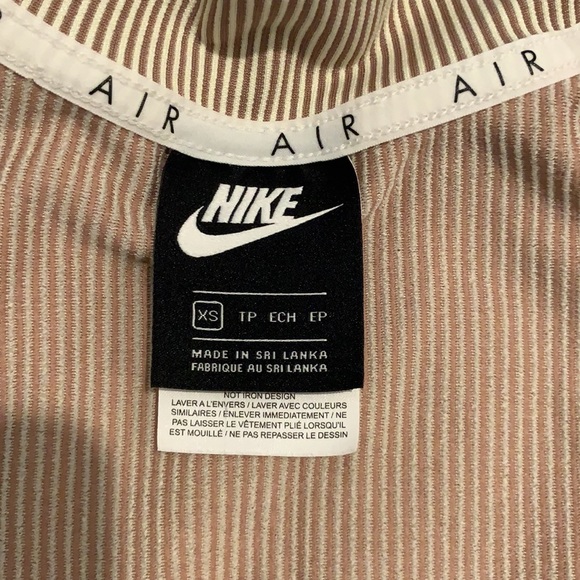 AIR AIR AIR
NIKE
XS TP ECH EP
MADE IN SRI LANKA
FABRIQUE AU SRI LANKA
NOT IRON DESIGN
LAVER A L'ENVERS / LAVER AVEC COULEURS
SIMILAIRES / ENLEVER IMMEDIATEMENT / NE
PAS LAISSER LE VÊTEMENT PLIÉ LORSQU'IL
EST MOUILLÉ / NE PAS REPASSER LE DESSIN